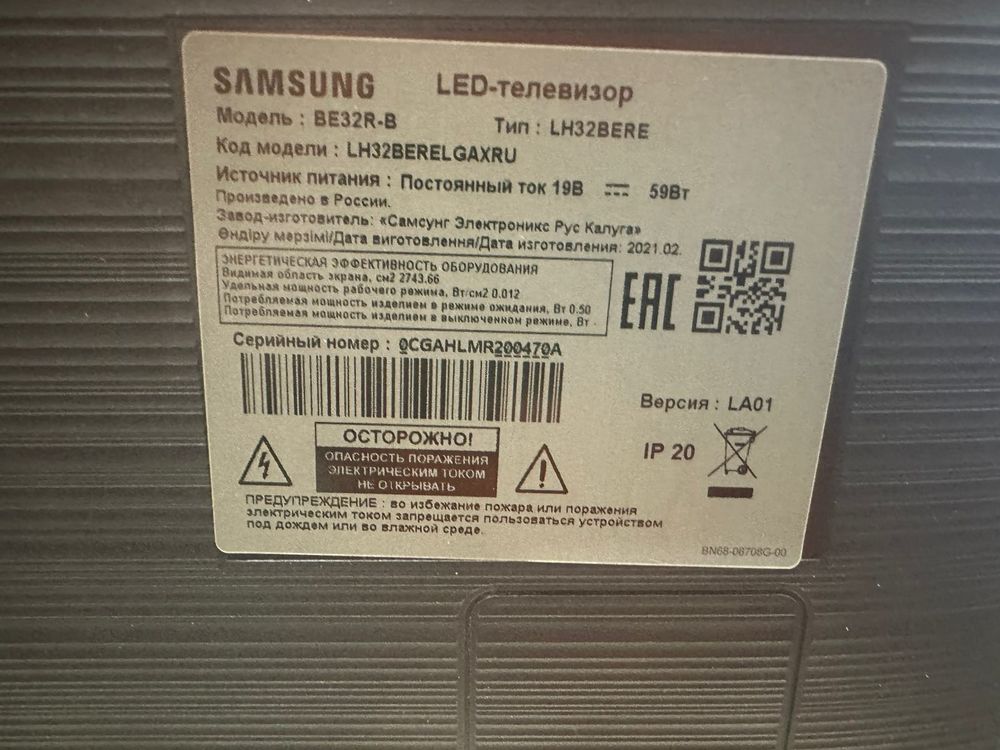 SAMSUNG LED-телевизор
Модель : BE32R-B Тип : LH32BERE
Код модели : LH32BERELGAXRU
Источник питания : Постоянный ток 19В 59Вт
Произведено в России.
Завод-изготовитель: «Самсунг Электроникс Рус Калуга»
Өндіру мерзімі/Дата виготовлення/Дата изготовления: 2021.02.
ЭНЕРГЕТИЧЕСКАЯ ЭФФЕКТИВНОСТЬ ОБОРУДОВАНИЯ
Видимая область экрана, см2 2743.66
Удельная мощность рабочего режима, Вт/см2 0.012
Потребляемая мощность изделием в режиме ожидания, Вт 0.50
Потребляемая мощность изделием в выключенном режиме, Вт -
EAC
Серийный номер : 0CGAHLMR200470A
Версия : LA01
IP 20
ОСТОРОЖНО!
ОПАСНОСТЬ ПОРАЖЕНИЯ
ЭЛЕКТРИЧЕСКИМ ТОКОМ
НЕ ОТКРЫВАТЬ
ПРЕДУПРЕЖДЕНИЕ : во избежание пожара или поражения
электрическим током запрещается пользоваться устройством
под дождем или во влажной среде.
BN68-08708G-00